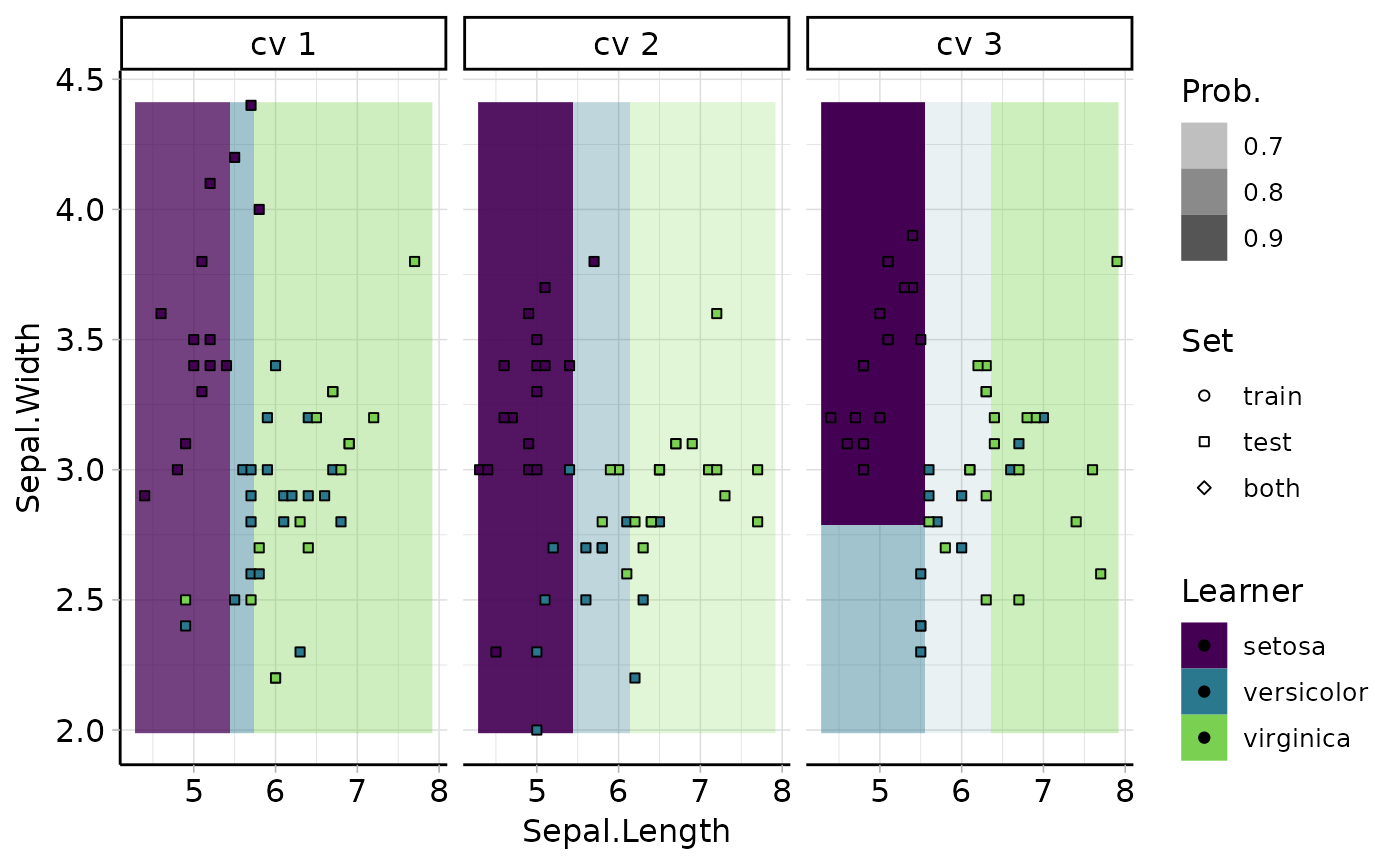 cv 1
cv 2
cv 3
4.5
4.0
3.5
3.0
2.5
2.0
Sepal.Width
5 6 7 8
5 6 7 8
5 6 7 8
Sepal.Length
Prob.
0.7
0.8
0.9
Set
train
test
both
Learner
setosa
versicolor
virginica